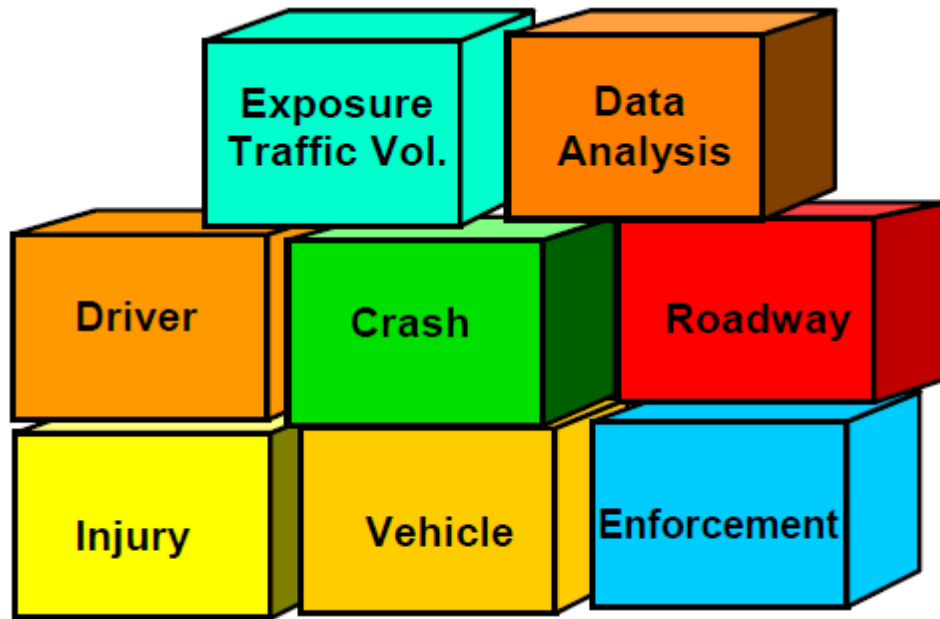 Exposure
Traffic Vol.
Data
Analysis
Driver
Crash
Roadway
Injury
Vehicle
Enforcement